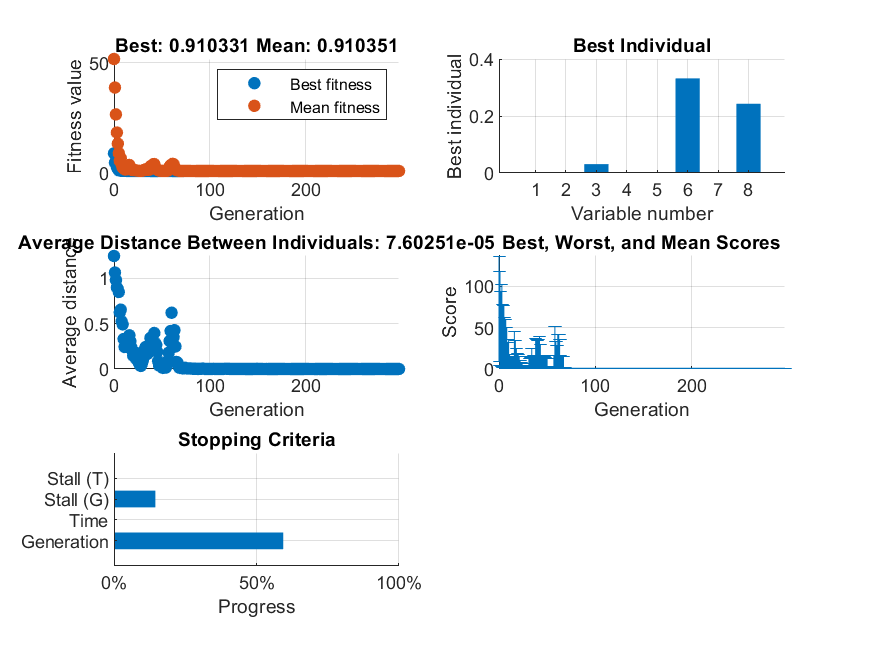 Best: 0.910331 Mean: 0.910351
Fitness value
50
0
Best fitness
Mean fitness
0 100 200
Generation
Best Individual
Best individual
0.4
0.2
0
1 2 3 4 5 6 7 8
Variable number
Average Distance Between Individuals: 7.60251e-05
Average distance
1
0.5
0
0 100 200
Generation
Best, Worst, and Mean Scores
Score
100
50
0
0 100 200
Generation
Stopping Criteria
Stall (T)
Stall (G)
Time
Generation
0% 50% 100%
Progress